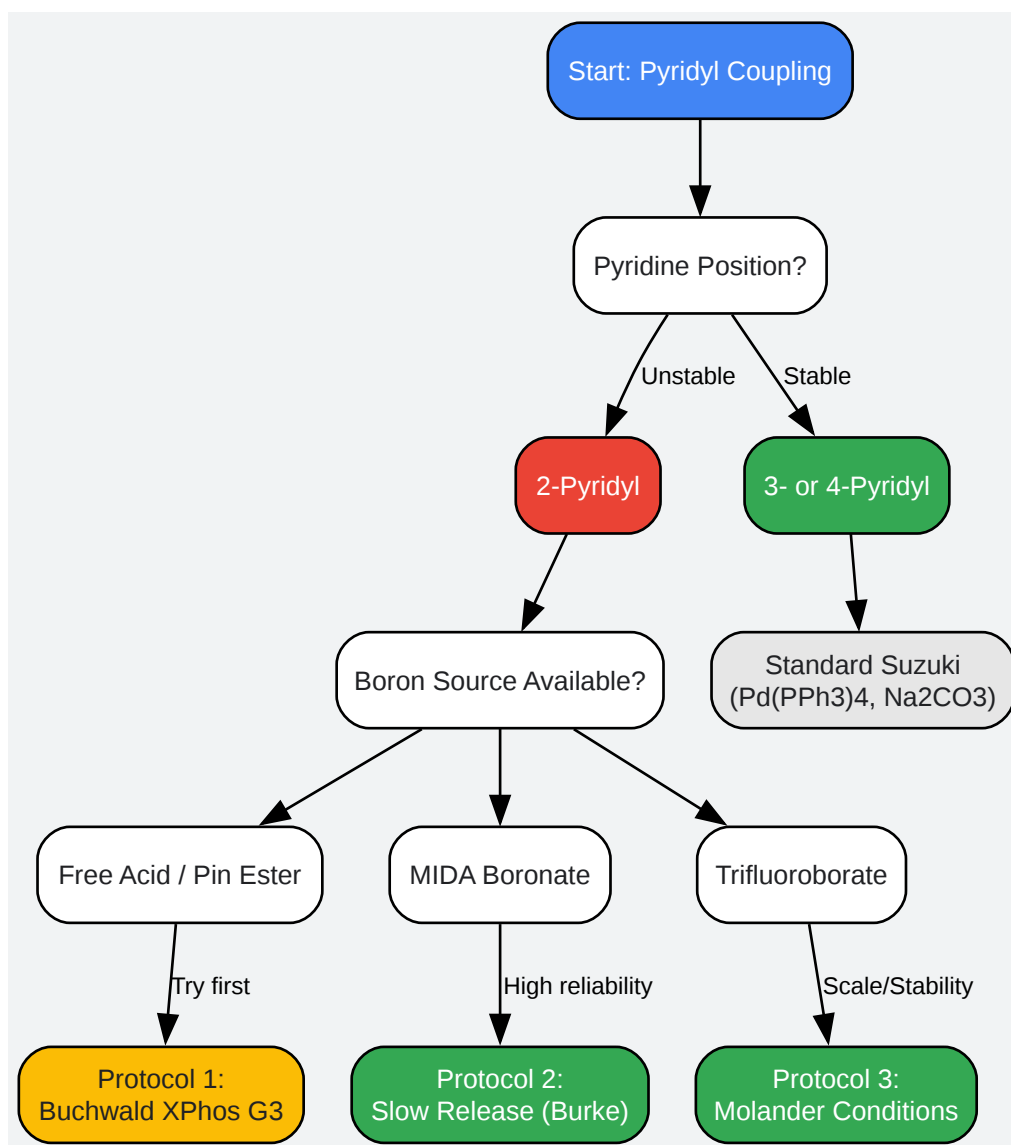 Start: Pyridyl Coupling
Pyridine Position?
Unstable
Stable
2-Pyridyl
3- or 4-Pyridyl
Boron Source Available?
Standard Suzuki
(Pd(PPh3)4, Na2CO3)
Free Acid / Pin Ester
MIDA Boronate
Trifluoroborate
Try first
High reliability
Scale/Stability
Protocol 1:
Buchwald XPhos G3
Protocol 2:
Slow Release (Burke)
Protocol 3:
Molander Conditions